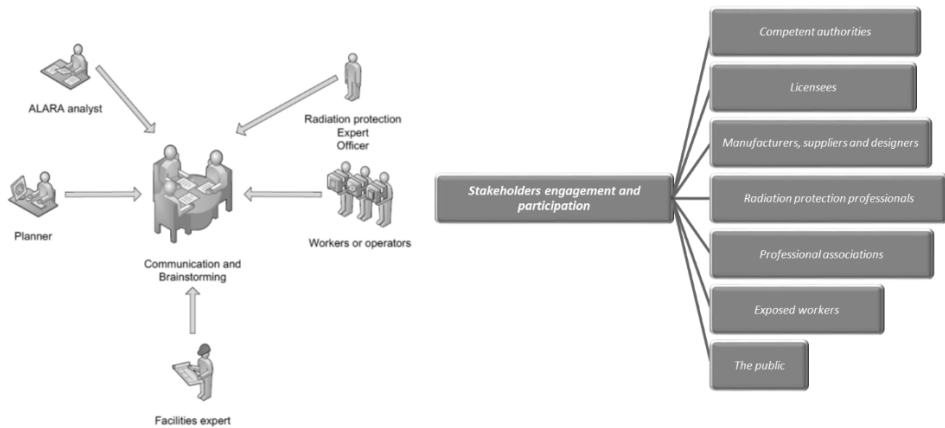 ALARA analyst
Radiation protection
Expert
Officer
Planner
Workers or operators
Communication and
Brainstorming
Facilities expert
Stakeholders engagement and
participation
Competent authorities
Licensees
Manufacturers, suppliers and designers
Radiation protection professionals
Professional associations
Exposed workers
The public